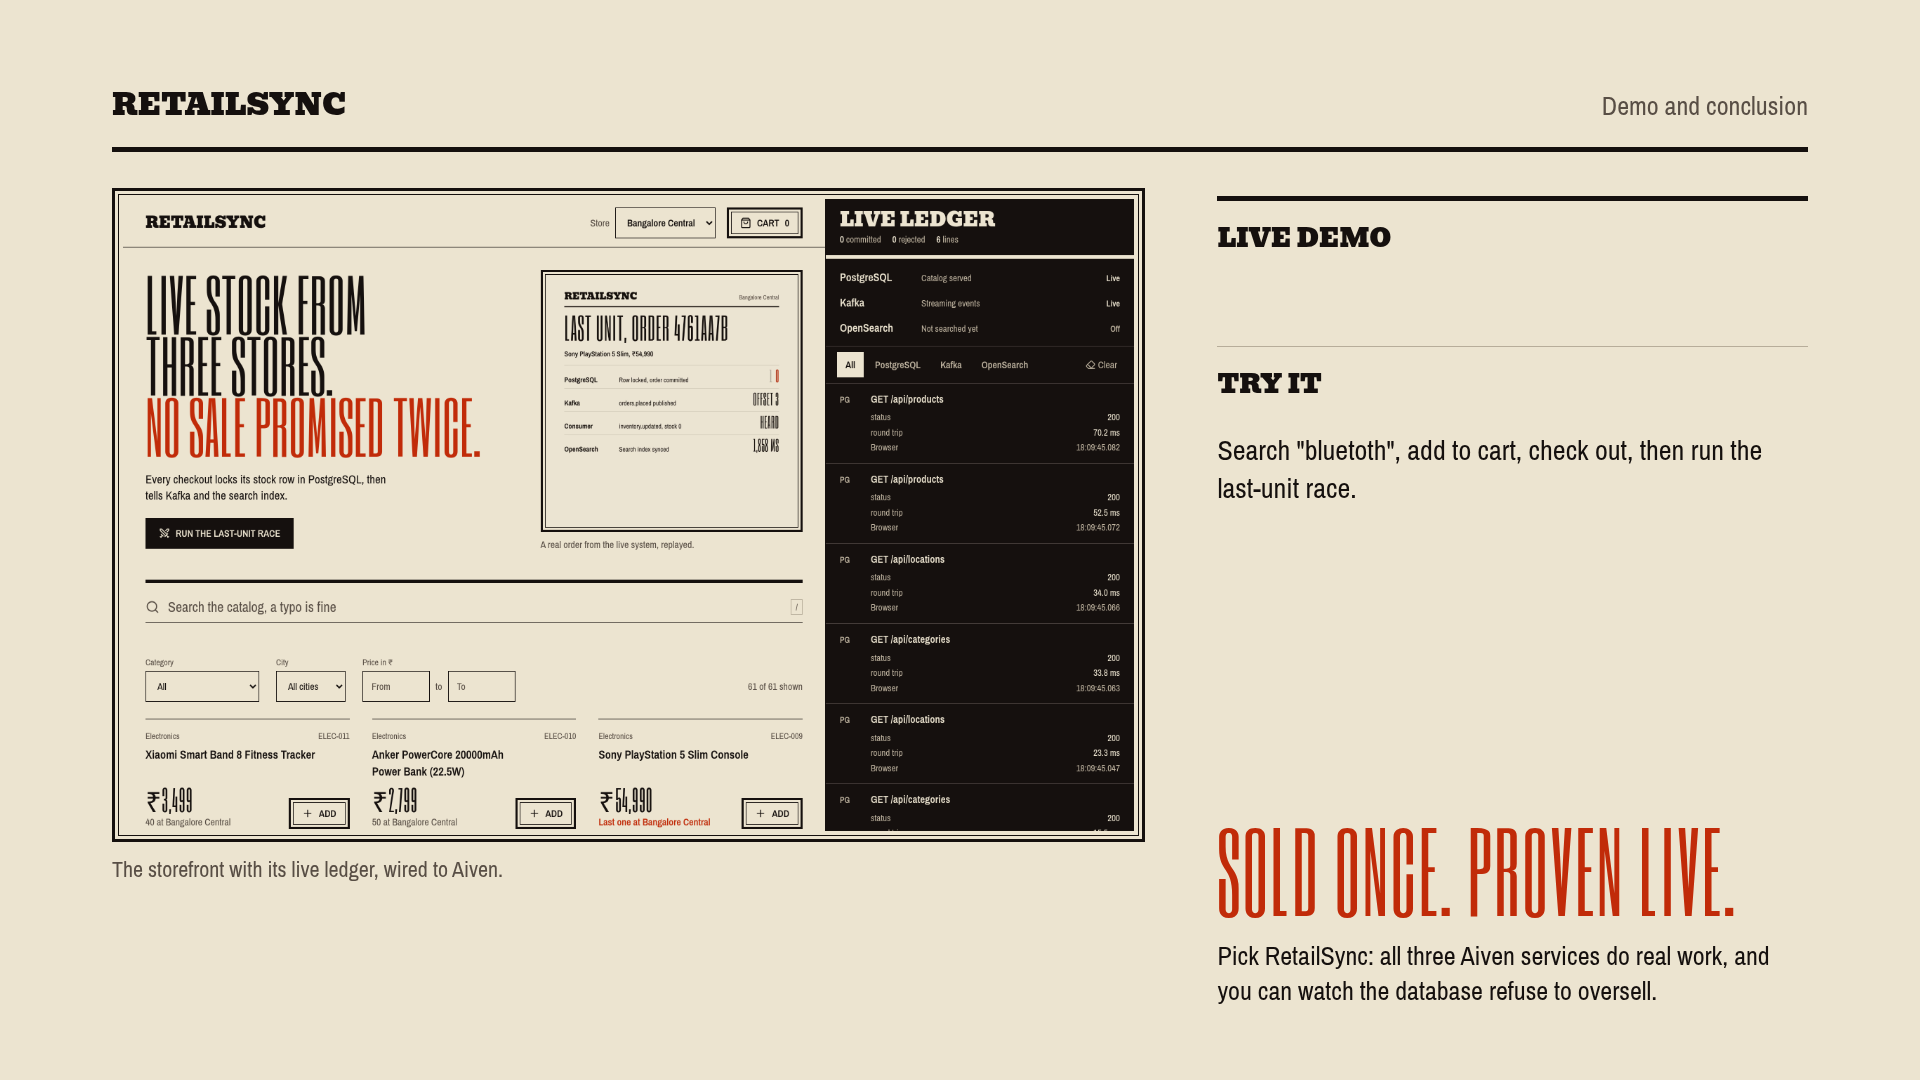 RETAILSYNC
Demo and conclusion
RETAILSYNC
Store
Bangalore Central
CART 0
LIVE STOCK FROM
THREE STORES.
NO SALE PROMISED TWICE.
Every checkout locks its stock row in PostgreSQL, then
tells Kafka and the search index.
RUN THE LAST-UNIT RACE
RETAILSYNC
Bangalore Central
LAST UNIT, ORDER 4761AA7B
Sony PlayStation 5 Slim, ₹54,990
PostgreSQL Row locked, order committed
Kafka orders.placed published OFFSET 3
Consumer inventory.updated, stock 0 HEARD
OpenSearch Search index synced 1,868 MS
A real order from the live system, replayed.
Search the catalog, a typo is fine /
Category
All
City
All cities
Price in ₹
From to To
61 of 61 shown
Electronics ELEC-011
Xiaomi Smart Band 8 Fitness Tracker
₹3,499
40 at Bangalore Central
+ ADD
Electronics ELEC-010
Anker PowerCore 20000mAh
Power Bank (22.5W)
₹2,799
50 at Bangalore Central
+ ADD
Electronics ELEC-009
Sony PlayStation 5 Slim Console
₹54,990
Last one at Bangalore Central
+ ADD
LIVE LEDGER
0 committed 0 rejected 6 lines
PostgreSQL Catalog served Live
Kafka Streaming events Live
OpenSearch Not searched yet Off
All PostgreSQL Kafka OpenSearch Clear
PG GET /api/products
status 200
round trip 70.2 ms
Browser 18:09:45.082
PG GET /api/products
status 200
round trip 52.5 ms
Browser 18:09:45.072
PG GET /api/locations
status 200
round trip 34.0 ms
Browser 18:09:45.066
PG GET /api/categories
status 200
round trip 33.8 ms
Browser 18:09:45.063
PG GET /api/locations
status 200
round trip 23.3 ms
Browser 18:09:45.047
PG GET /api/categories
status 200
The storefront with its live ledger, wired to Aiven.
LIVE DEMO
TRY IT
Search "bluetoth", add to cart, check out, then run the
last-unit race.
SOLD ONCE. PROVEN LIVE.
Pick RetailSync: all three Aiven services do real work, and
you can watch the database refuse to oversell.